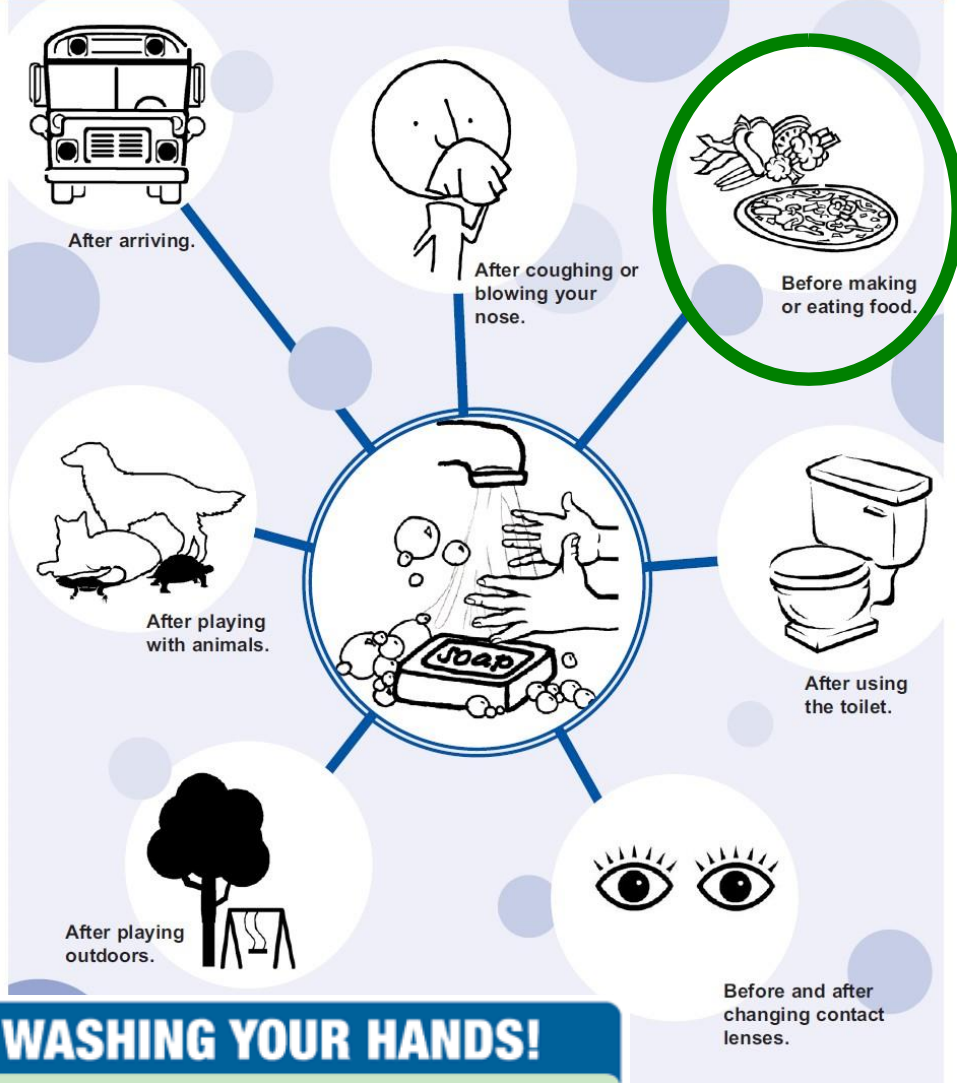 After arriving.
After coughing or
blowing your
nose.
Before making
or eating food.
After playing
with animals.
soap
After using
the toilet.
After playing
outdoors.
Before and after
changing contact
lenses.
WASHING YOUR HANDS!